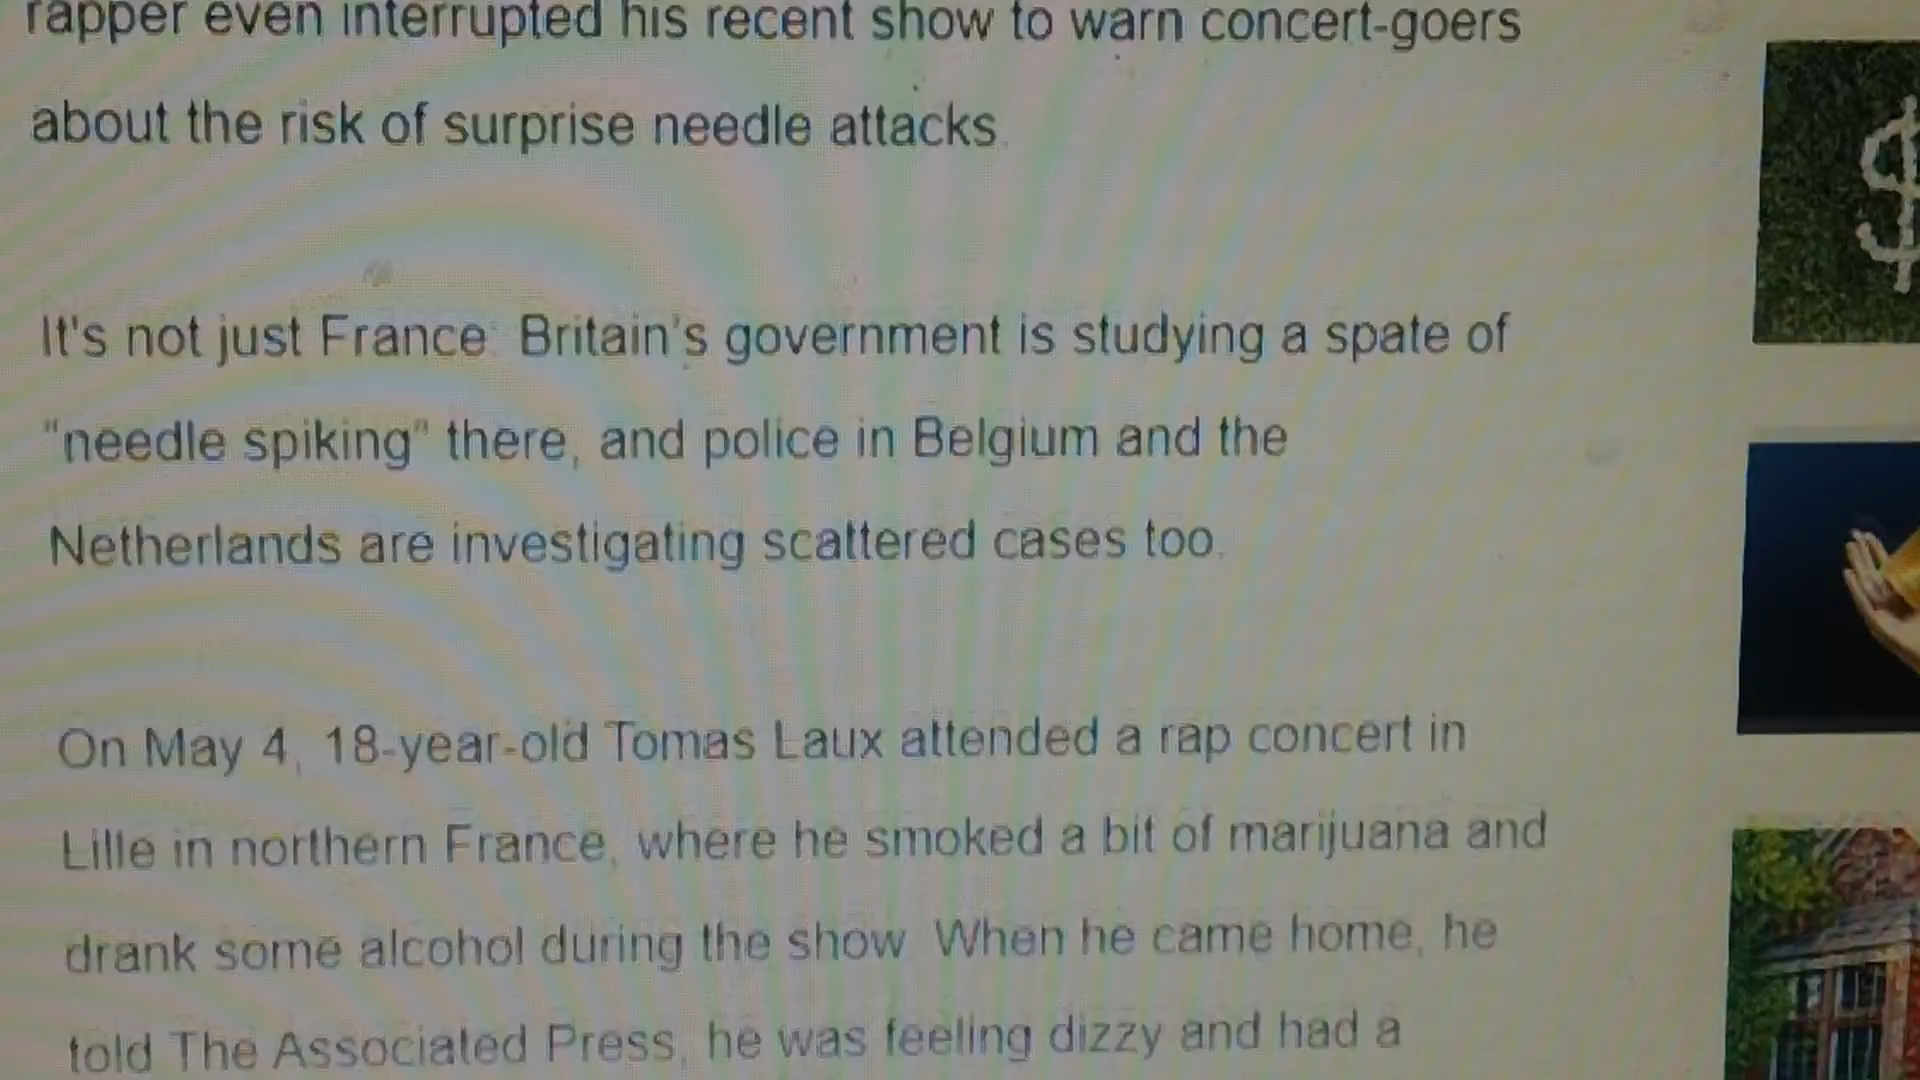 rapper even interrupted his recent show to warn concert-goers
about the risk of surprise needle attacks.
It's not just France: Britain's government is studying a spate of
"needle spiking" there, and police in Belgium and the
Netherlands are investigating scattered cases too.
On May 4, 18-year-old Tomas Laux attended a rap concert in
Lille in northern France, where he smoked a bit of marijuana and
drank some alcohol during the show. When he came home, he
told The Associated Press, he was feeling dizzy and had a
$